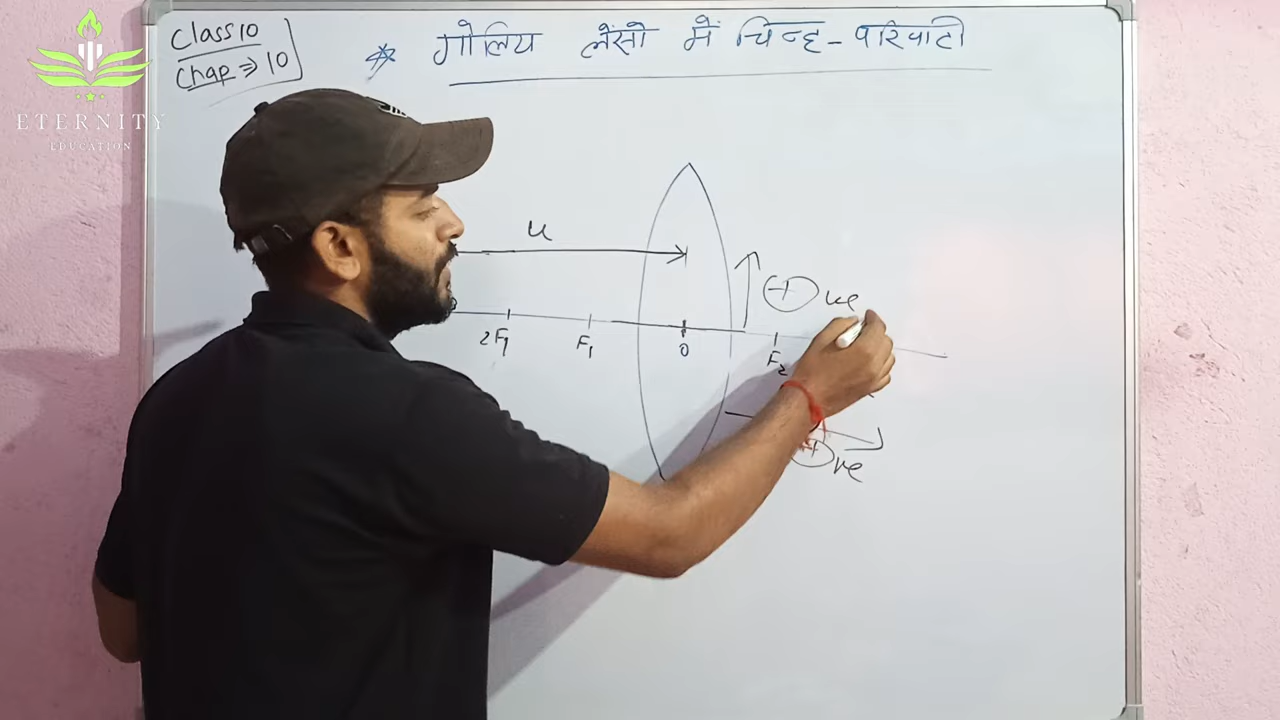 Class 10
Chap ⇒ 10
* गोलिय लेंसो में चिन्ह - परिपाटी
ETERNITY
EDUCATION
u
+ ve
2F1
F1
O
F2
+ ve